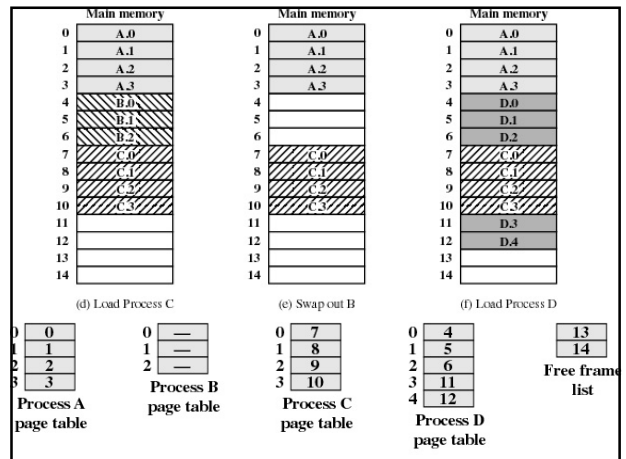 Main memory Main memory Main memory
0 A.0 0 A.0 0 A.0
1 A.1 1 A.1 1 A.1
2 A.2 2 A.2 2 A.2
3 A.3 3 A.3 3 A.3
4 B.0 4 4 D.0
5 B.1 5 5 D.1
6 B.2 6 6 D.2
7 C.0 7 C.0 7 C.0
8 C.1 8 C.1 8 C.1
9 C.2 9 C.2 9 C.2
10 C.3 10 C.3 10 C.3
11 11 11 D.3
12 12 12 D.4
13 13 13
14 14 14
(d) Load Process C (e) Swap out B (f) Load Process D
0 0 0 — 0 7 0 4 13
1 1 1 — 1 8 1 5 14
2 2 2 — 2 9 2 6 Free frame
3 3 Process B 3 10 3 11 list
Process A page table Process C 4 12
page table page table Process D
page table